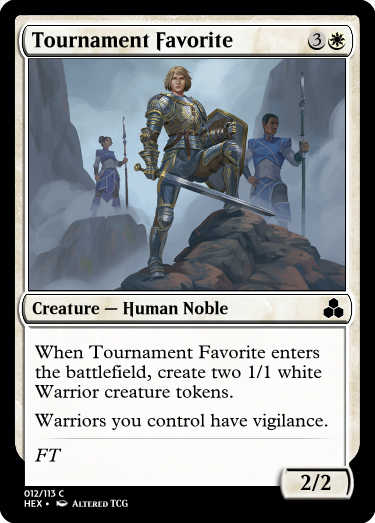 Tournament Favorite 3
Creature — Human Noble
When Tournament Favorite enters
the battlefield, create two 1/1 white
Warrior creature tokens.
Warriors you control have vigilance.
FT
2/2
012/113 C
HEX • Altered TCG